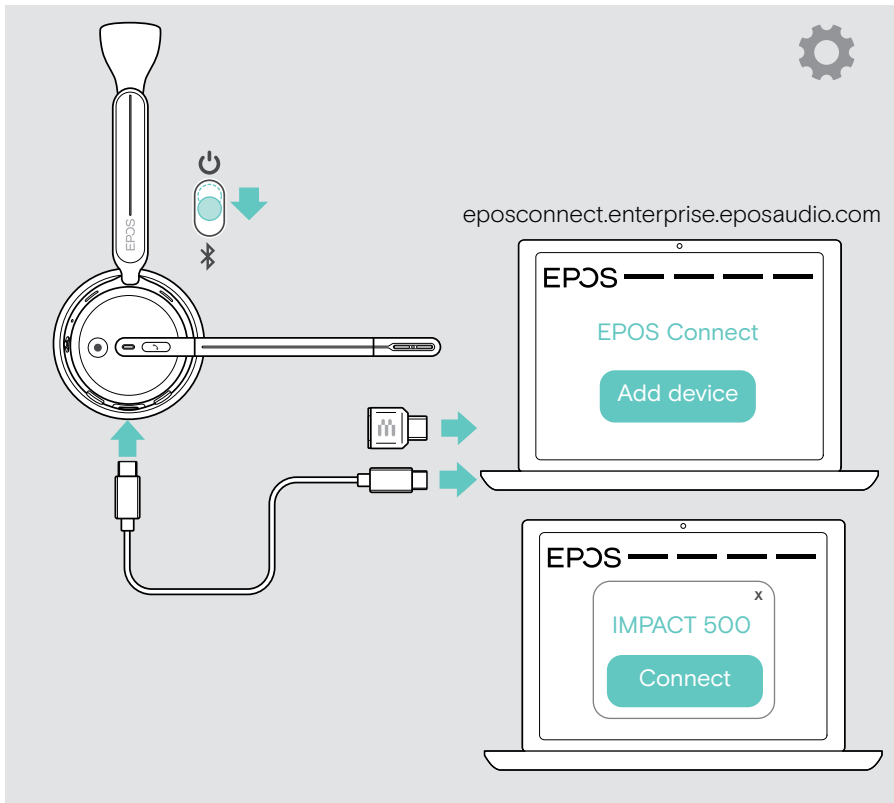 EPOS
eposconnect.enterprise.eposaudio.com
EPOS
EPOS Connect
Add device
EPOS
x
IMPACT 500
Connect